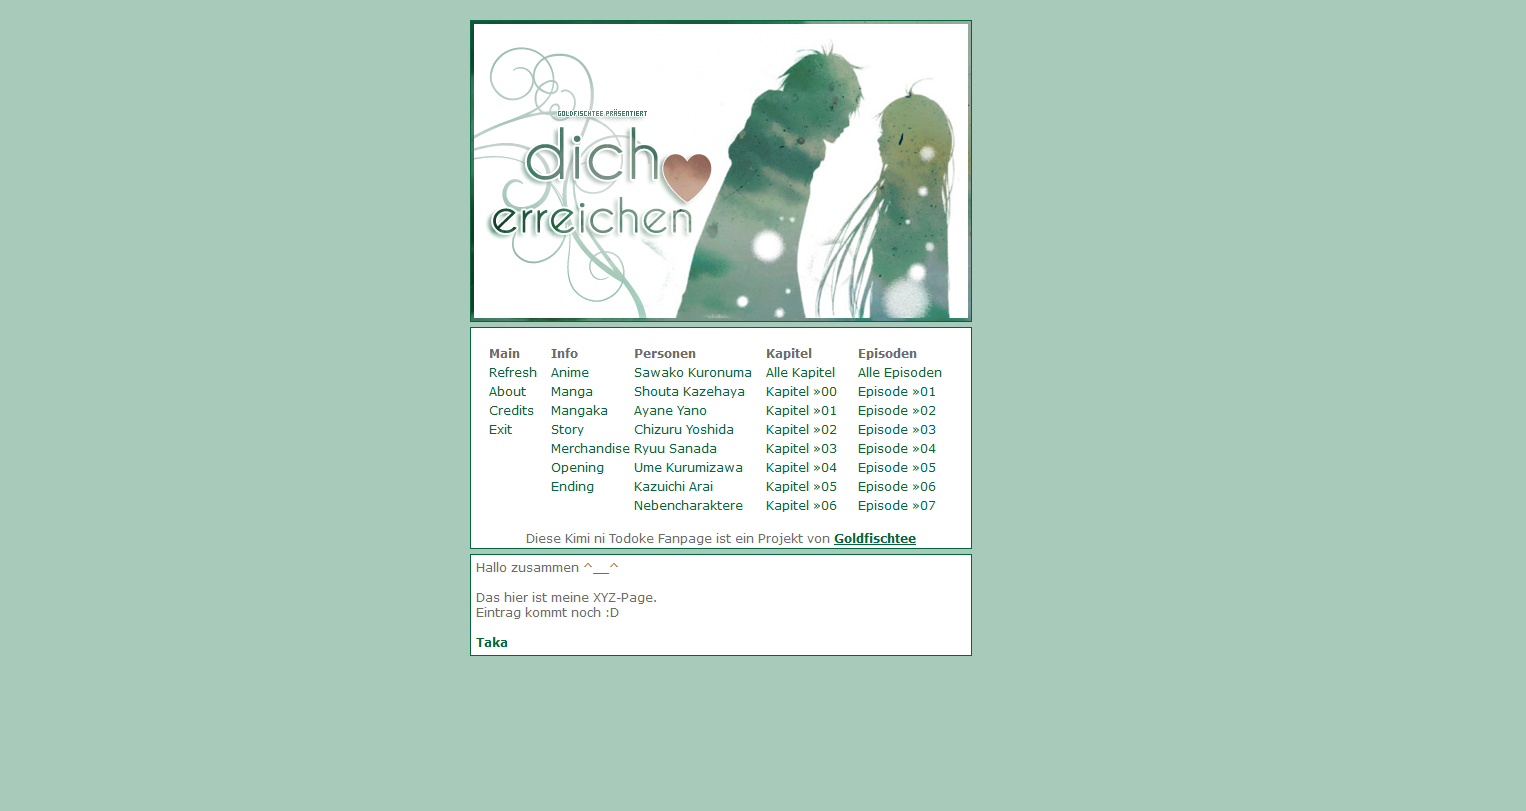 GOLDFISCHTEE PRÄSENTIERT
dich
erreichen
Main Info Personen Kapitel Episoden
Refresh Anime Sawako Kuronuma Alle Kapitel Alle Episoden
About Manga Shouta Kazehaya Kapitel »00 Episode »01
Credits Mangaka Ayane Yano Kapitel »01 Episode »02
Exit Story Chizuru Yoshida Kapitel »02 Episode »03
Merchandise Ryuu Sanada Kapitel »03 Episode »04
Opening Ume Kurumizawa Kapitel »04 Episode »05
Ending Kazuichi Arai Kapitel »05 Episode »06
Nebencharaktere Kapitel »06 Episode »07
Diese Kimi ni Todoke Fanpage ist ein Projekt von Goldfischtee
Hallo zusammen ^__^
Das hier ist meine XYZ-Page.
Eintrag kommt noch :D
Taka